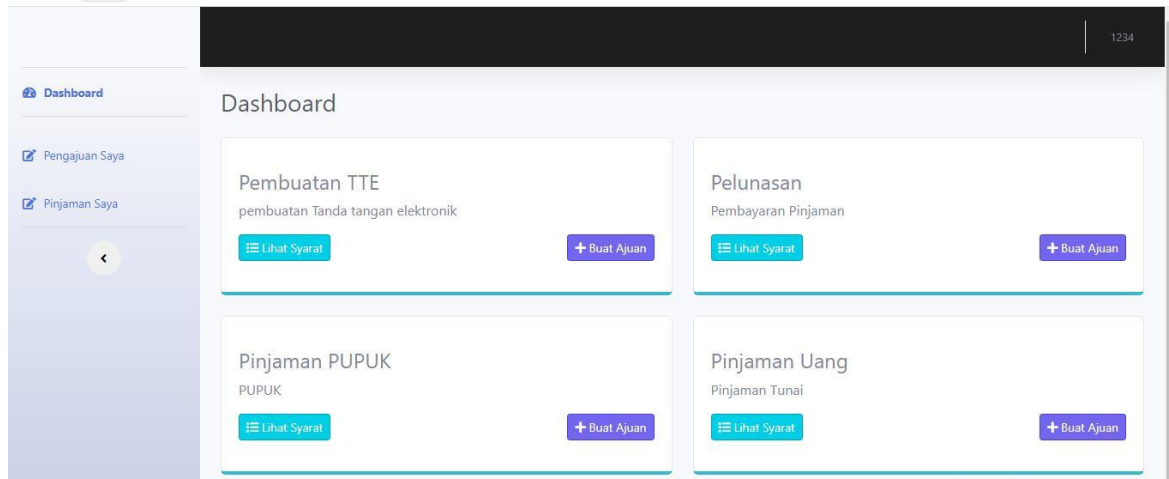 1234
Dashboard
Pengajuan Saya
Pinjaman Saya
Dashboard
Pembuatan TTE
pembuatan Tanda tangan elektronik
Lihat Syarat
Buat Ajuan
Pelunasan
Pembayaran Pinjaman
Lihat Syarat
Buat Ajuan
Pinjaman PUPUK
PUPUK
Lihat Syarat
Buat Ajuan
Pinjaman Uang
Pinjaman Tunai
Lihat Syarat
Buat Ajuan